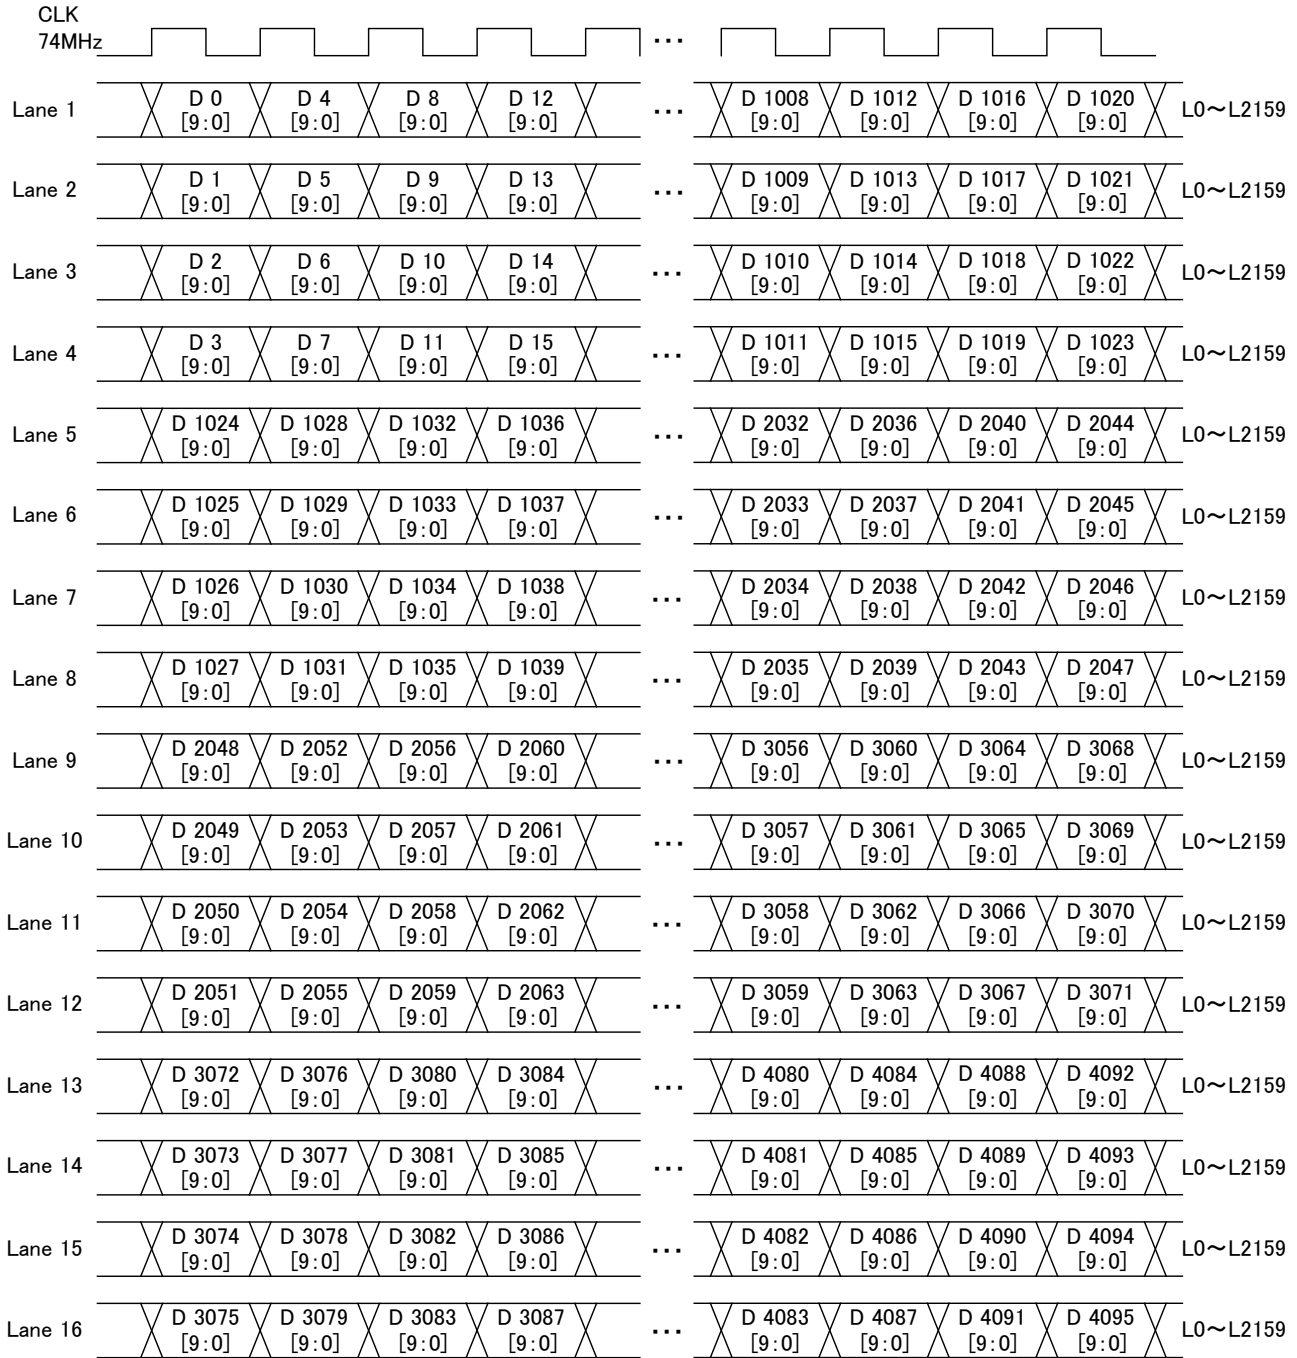 CLK
74MHz
...
Lane 1 D 0 [9:0] D 4 [9:0] D 8 [9:0] D 12 [9:0] ... D 1008 [9:0] D 1012 [9:0] D 1016 [9:0] D 1020 [9:0] L0～L2159
Lane 2 D 1 [9:0] D 5 [9:0] D 9 [9:0] D 13 [9:0] ... D 1009 [9:0] D 1013 [9:0] D 1017 [9:0] D 1021 [9:0] L0～L2159
Lane 3 D 2 [9:0] D 6 [9:0] D 10 [9:0] D 14 [9:0] ... D 1010 [9:0] D 1014 [9:0] D 1018 [9:0] D 1022 [9:0] L0～L2159
Lane 4 D 3 [9:0] D 7 [9:0] D 11 [9:0] D 15 [9:0] ... D 1011 [9:0] D 1015 [9:0] D 1019 [9:0] D 1023 [9:0] L0～L2159
Lane 5 D 1024 [9:0] D 1028 [9:0] D 1032 [9:0] D 1036 [9:0] ... D 2032 [9:0] D 2036 [9:0] D 2040 [9:0] D 2044 [9:0] L0～L2159
Lane 6 D 1025 [9:0] D 1029 [9:0] D 1033 [9:0] D 1037 [9:0] ... D 2033 [9:0] D 2037 [9:0] D 2041 [9:0] D 2045 [9:0] L0～L2159
Lane 7 D 1026 [9:0] D 1030 [9:0] D 1034 [9:0] D 1038 [9:0] ... D 2034 [9:0] D 2038 [9:0] D 2042 [9:0] D 2046 [9:0] L0～L2159
Lane 8 D 1027 [9:0] D 1031 [9:0] D 1035 [9:0] D 1039 [9:0] ... D 2035 [9:0] D 2039 [9:0] D 2043 [9:0] D 2047 [9:0] L0～L2159
Lane 9 D 2048 [9:0] D 2052 [9:0] D 2056 [9:0] D 2060 [9:0] ... D 3056 [9:0] D 3060 [9:0] D 3064 [9:0] D 3068 [9:0] L0～L2159
Lane 10 D 2049 [9:0] D 2053 [9:0] D 2057 [9:0] D 2061 [9:0] ... D 3057 [9:0] D 3061 [9:0] D 3065 [9:0] D 3069 [9:0] L0～L2159
Lane 11 D 2050 [9:0] D 2054 [9:0] D 2058 [9:0] D 2062 [9:0] ... D 3058 [9:0] D 3062 [9:0] D 3066 [9:0] D 3070 [9:0] L0～L2159
Lane 12 D 2051 [9:0] D 2055 [9:0] D 2059 [9:0] D 2063 [9:0] ... D 3059 [9:0] D 3063 [9:0] D 3067 [9:0] D 3071 [9:0] L0～L2159
Lane 13 D 3072 [9:0] D 3076 [9:0] D 3080 [9:0] D 3084 [9:0] ... D 4080 [9:0] D 4084 [9:0] D 4088 [9:0] D 4092 [9:0] L0～L2159
Lane 14 D 3073 [9:0] D 3077 [9:0] D 3081 [9:0] D 3085 [9:0] ... D 4081 [9:0] D 4085 [9:0] D 4089 [9:0] D 4093 [9:0] L0～L2159
Lane 15 D 3074 [9:0] D 3078 [9:0] D 3082 [9:0] D 3086 [9:0] ... D 4082 [9:0] D 4086 [9:0] D 4090 [9:0] D 4094 [9:0] L0～L2159
Lane 16 D 3075 [9:0] D 3079 [9:0] D 3083 [9:0] D 3087 [9:0] ... D 4083 [9:0] D 4087 [9:0] D 4091 [9:0] D 4095 [9:0] L0～L2159